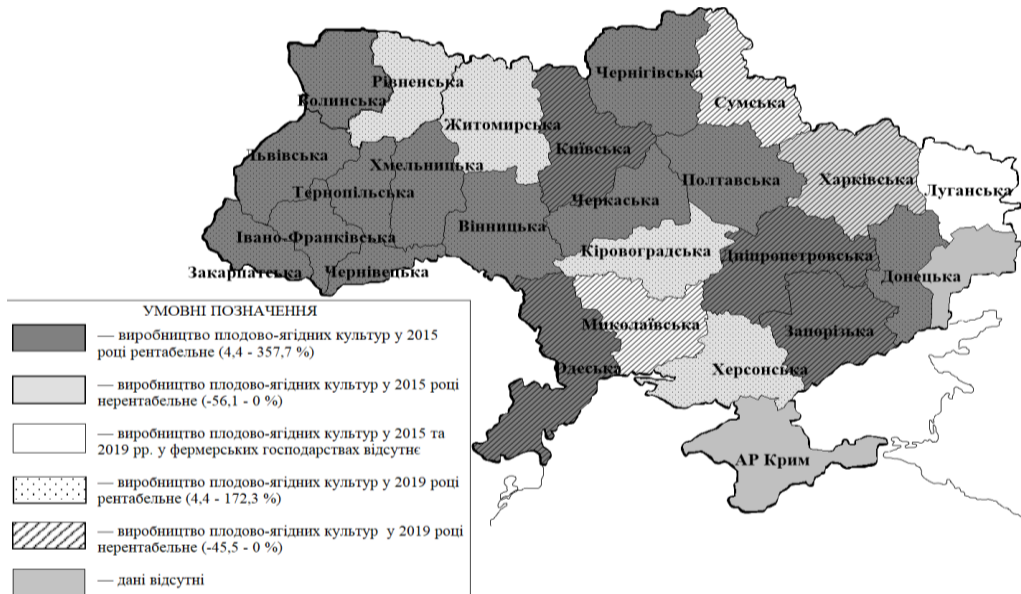 Чернігівська
Рівненська
Волинська
Сумська
Житомирська
Київська
Львівська
Хмельницька
Полтавська
Харківська
Луганська
Тернопільська
Черкаська
Вінницька
Івано-Франківська
Кіровоградська
Дніпропетровська
Закарпатська
Чернівецька
Донецька
Миколаївська
Запорізька
Одеська
Херсонська
АР Крим
УМОВНІ ПОЗНАЧЕННЯ
— виробництво плодово-ягідних культур у 2015
році рентабельне (4,4 - 357,7 %)
— виробництво плодово-ягідних культур у 2015 році
нерентабельне (-56,1 - 0 %)
— виробництво плодово-ягідних культур у 2015 та
2019 рр. у фермерських господарствах відсутнє
— виробництво плодово-ягідних культур у 2019 році
рентабельне (4,4 - 172,3 %)
— виробництво плодово-ягідних культур у 2019 році
нерентабельне (-45,5 - 0 %)
— дані відсутні